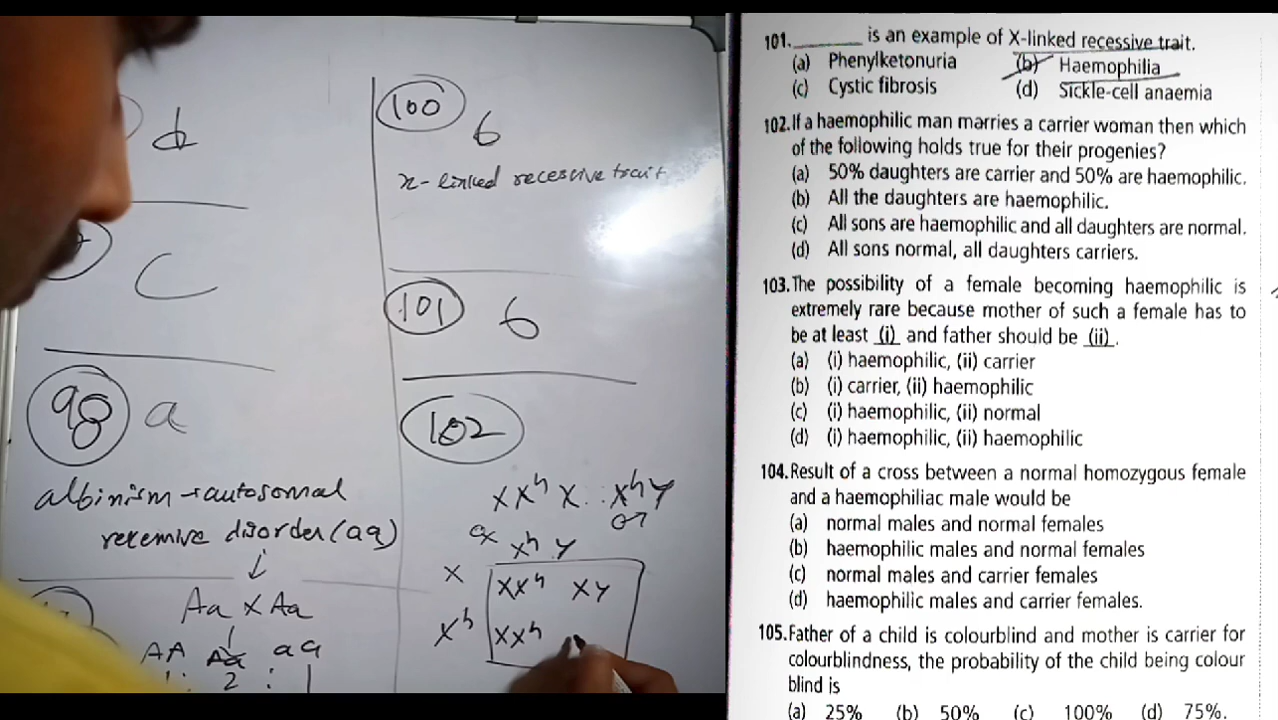 d
C
98 a
albinism → autosomal
recemive disorder (aa)
Aa X Aa
AA Aa aa
: 2 : 1
100 b
x-linked recessive trait
101 b
102
XXʰ X XʰY
Xʰ Y
X XXʰ XY
Xʰ XXʰ
101. ______ is an example of X-linked recessive trait.
(a) Phenylketonuria (b) Haemophilia
(c) Cystic fibrosis (d) Sickle-cell anaemia
102. If a haemophilic man marries a carrier woman then which
of the following holds true for their progenies?
(a) 50% daughters are carrier and 50% are haemophilic.
(b) All the daughters are haemophilic.
(c) All sons are haemophilic and all daughters are normal.
(d) All sons normal, all daughters carriers.
103. The possibility of a female becoming haemophilic is
extremely rare because mother of such a female has to
be at least (i) and father should be (ii).
(a) (i) haemophilic, (ii) carrier
(b) (i) carrier, (ii) haemophilic
(c) (i) haemophilic, (ii) normal
(d) (i) haemophilic, (ii) haemophilic
104. Result of a cross between a normal homozygous female
and a haemophiliac male would be
(a) normal males and normal females
(b) haemophilic males and normal females
(c) normal males and carrier females
(d) haemophilic males and carrier females.
105. Father of a child is colourblind and mother is carrier for
colourblindness, the probability of the child being colour
blind is
(a) 25% (b) 50% (c) 100% (d) 75%.